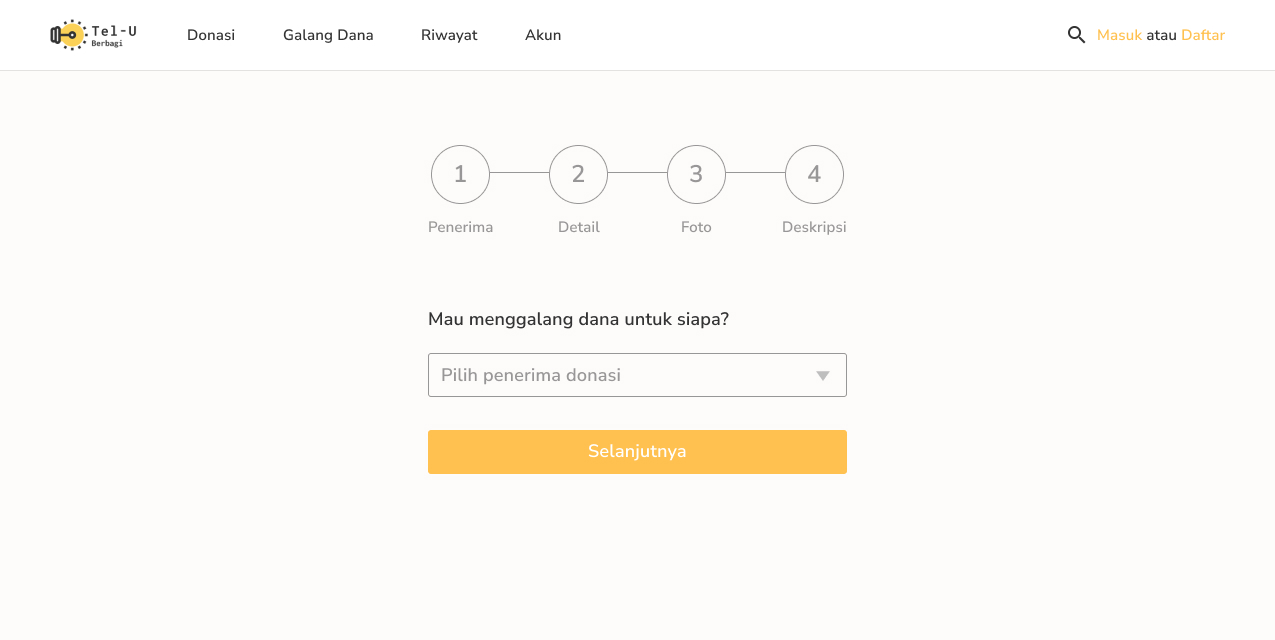 Tel-U
Berbagi
Donasi
Galang Dana
Riwayat
Akun
Masuk atau Daftar
1
2
3
4
Penerima
Detail
Foto
Deskripsi
Mau menggalang dana untuk siapa?
Pilih penerima donasi
Selanjutnya